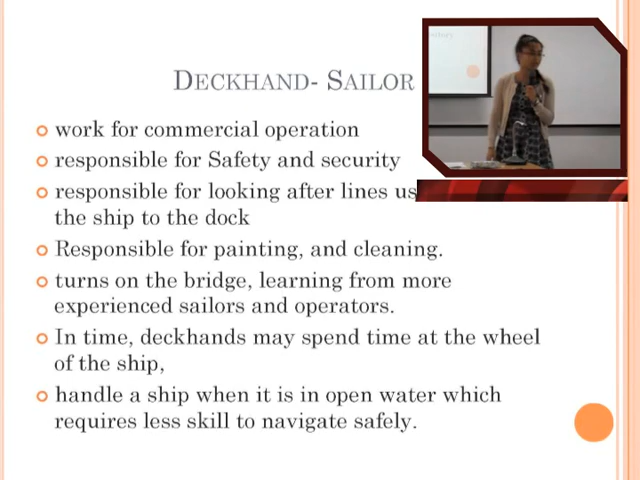 DECKHAND- SAILOR
work for commercial operation
responsible for Safety and security
responsible for looking after lines us
the ship to the dock
Responsible for painting, and cleaning.
turns on the bridge, learning from more
experienced sailors and operators.
In time, deckhands may spend time at the wheel
of the ship,
handle a ship when it is in open water which
requires less skill to navigate safely.